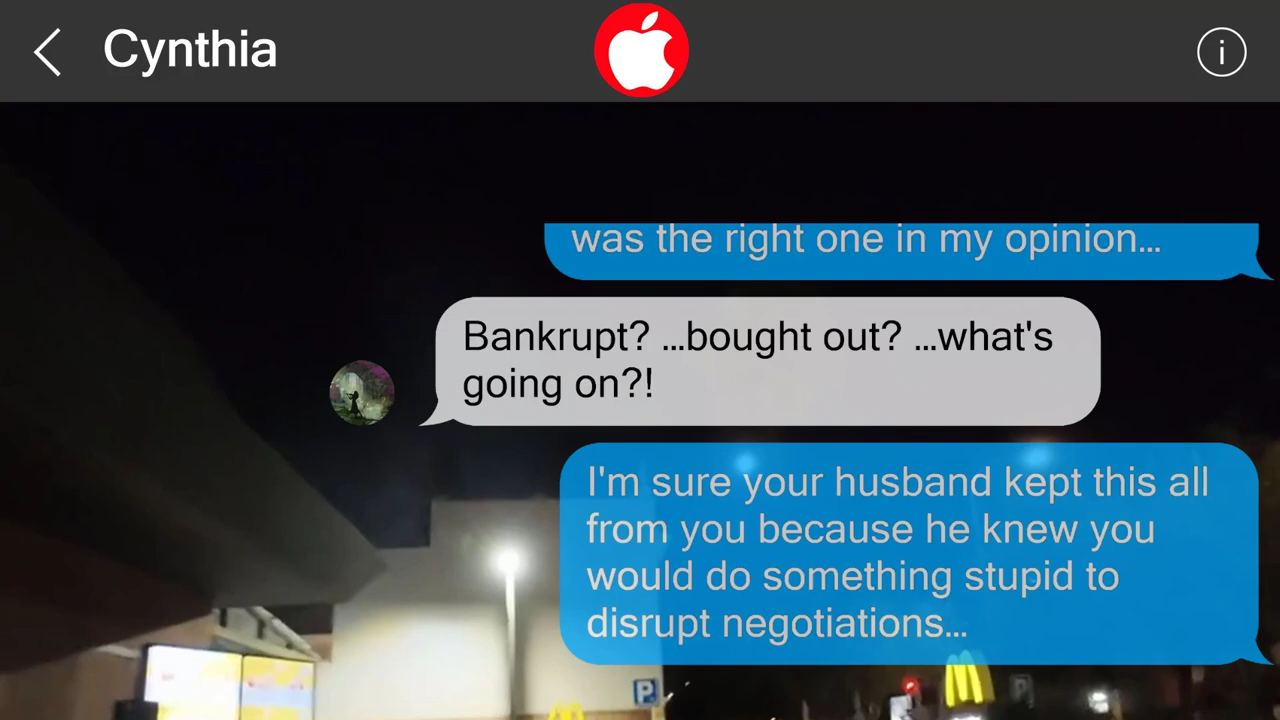 Cynthia
i
was the right one in my opinion...
Bankrupt? ...bought out? ...what's
going on?!
I'm sure your husband kept this all
from you because he knew you
would do something stupid to
disrupt negotiations...
P